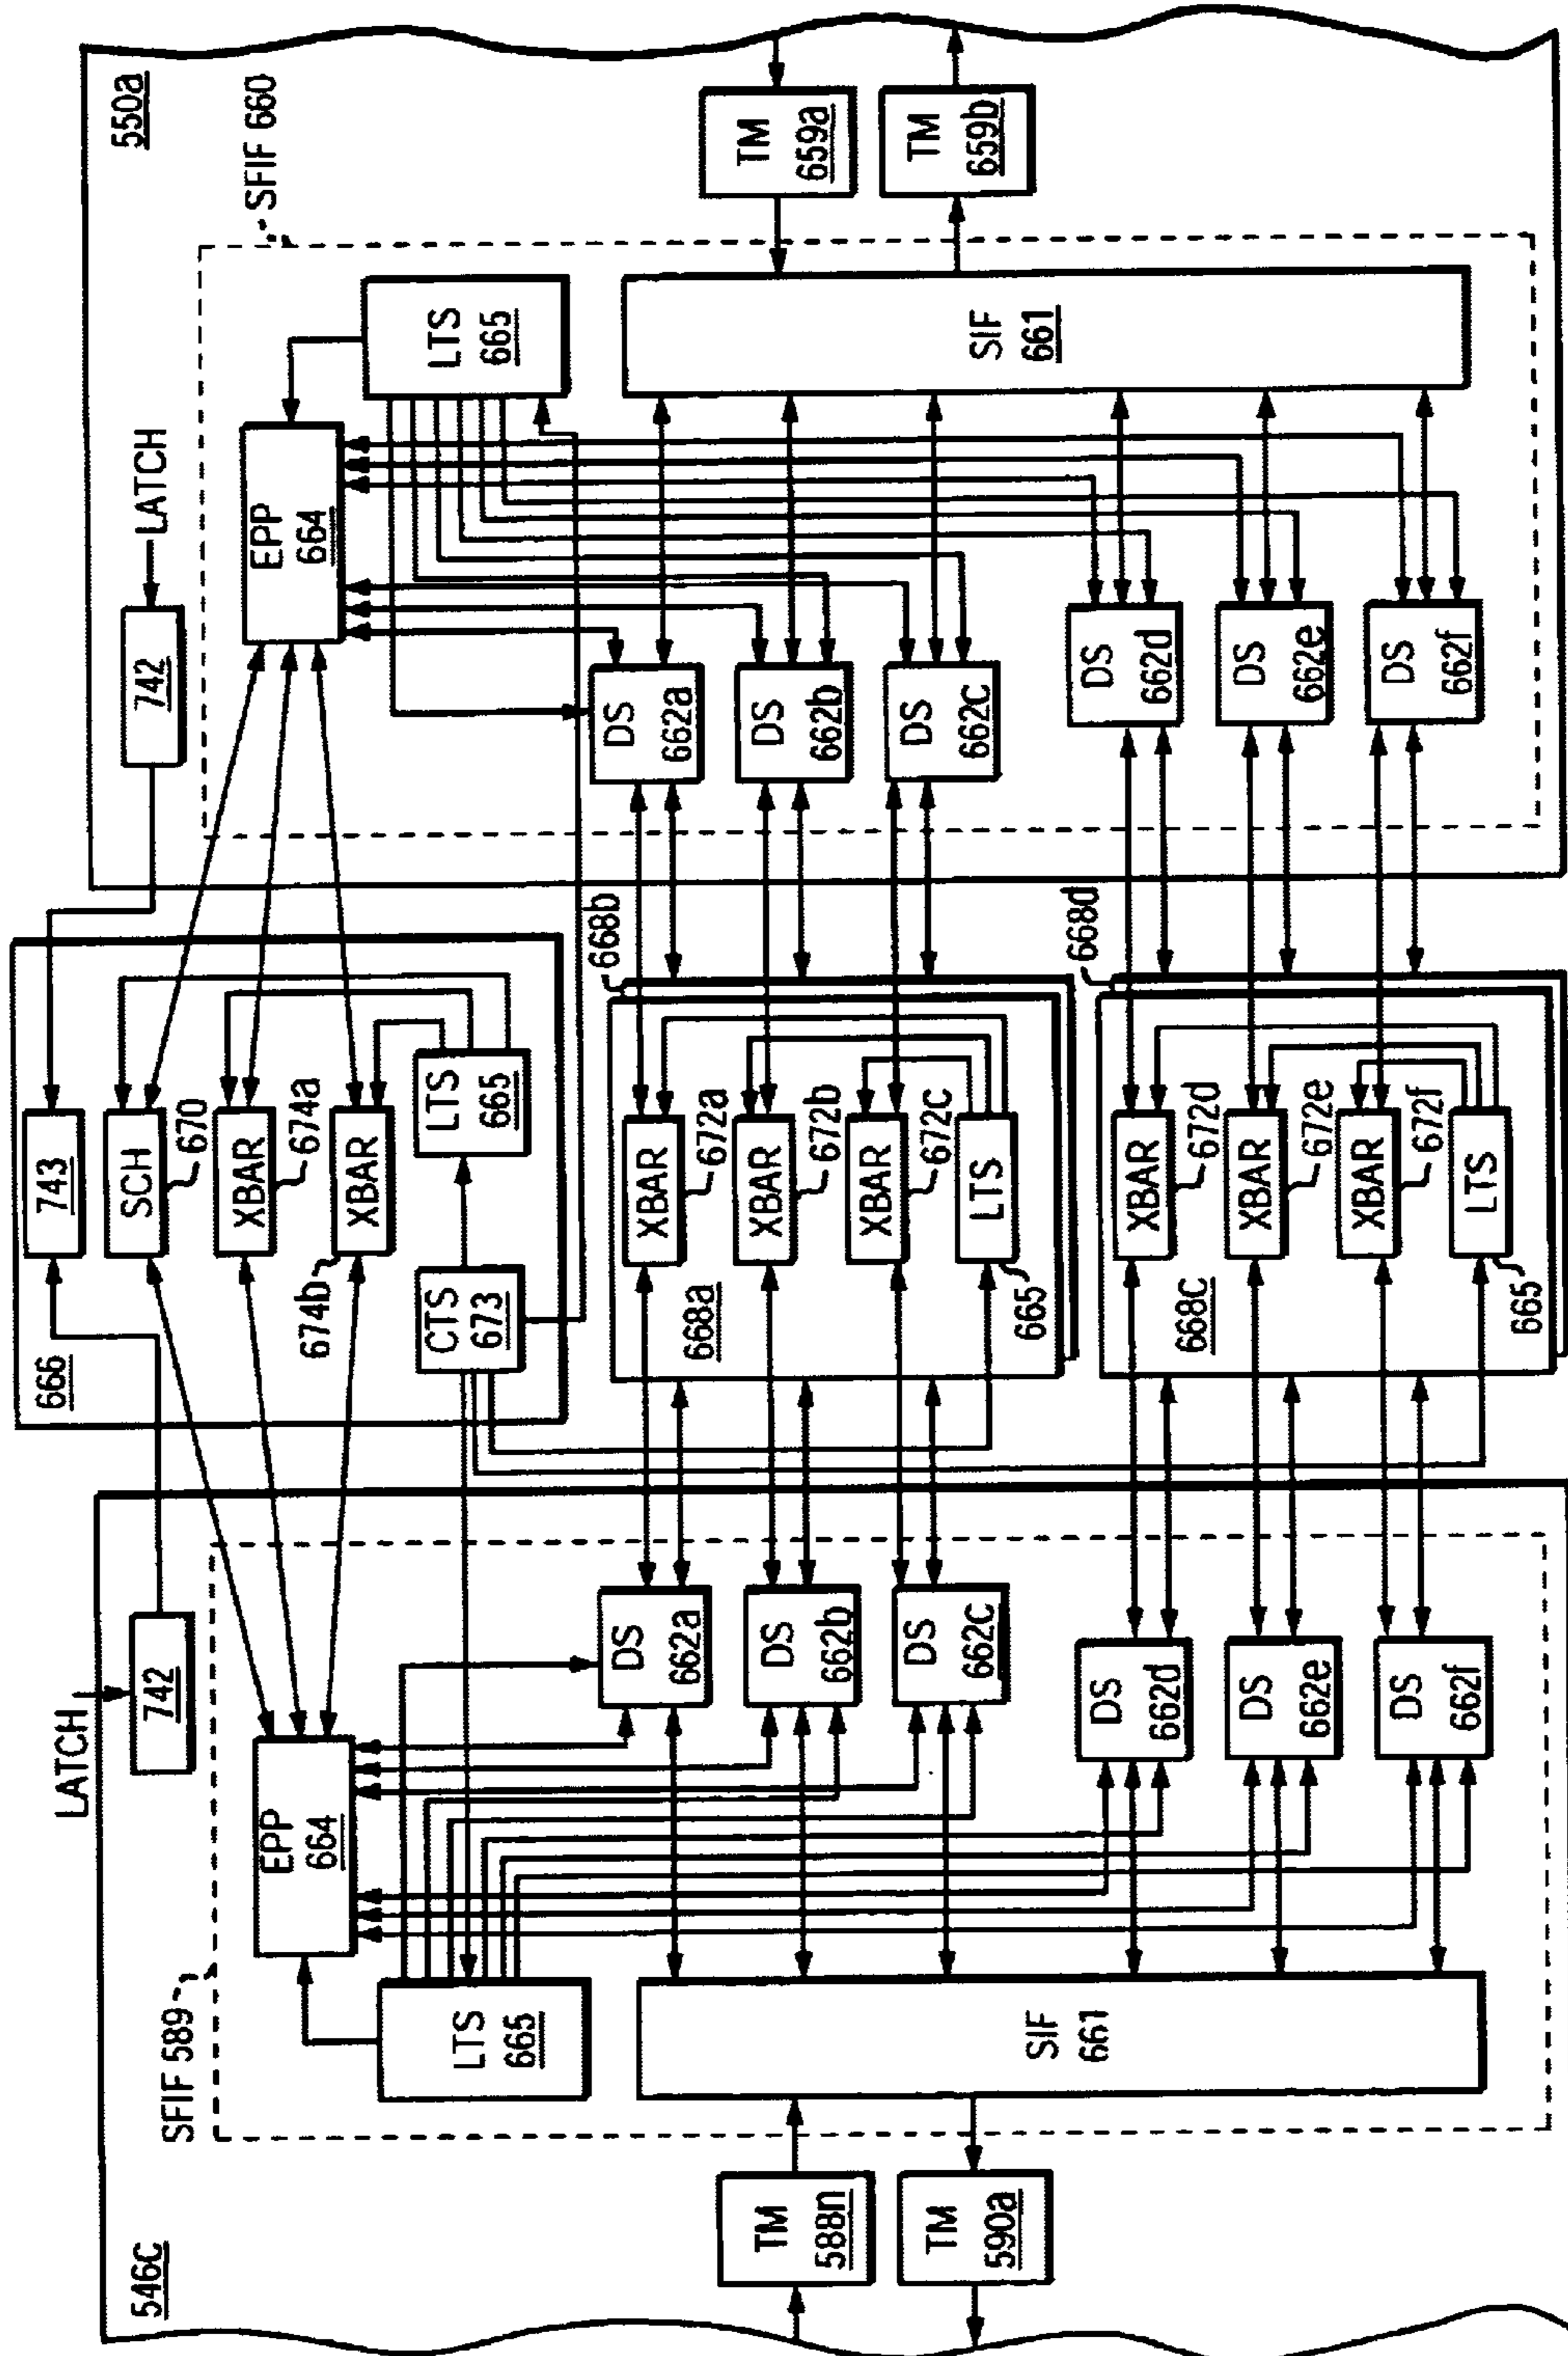 546C
LATCH
742
SFIF 589
EPP
664
LTS
665
SIF
661
TM
588n
TM
590a
DS
662a
DS
662b
DS
662c
DS
662d
DS
662e
DS
662f
666
743
SCH
670
XBAR
674a
XBAR
674b
CTS
673
LTS
665
668a
668b
XBAR
672a
XBAR
672b
XBAR
672c
LTS
665
668c
668d
XBAR
672d
XBAR
672e
XBAR
672f
LTS
665
550a
SFIF 660
LATCH
742
EPP
664
LTS
665
SIF
661
TM
659a
TM
659b
DS
662a
DS
662b
DS
662c
DS
662d
DS
662e
DS
662f